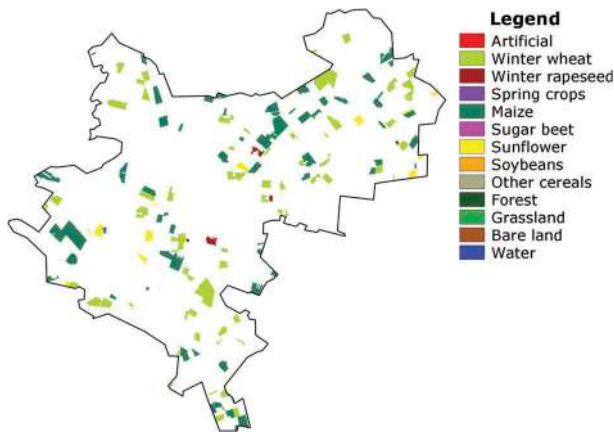 Legend
Artificial
Winter wheat
Winter rapeseed
Spring crops
Maize
Sugar beet
Sunflower
Soybeans
Other cereals
Forest
Grassland
Bare land
Water